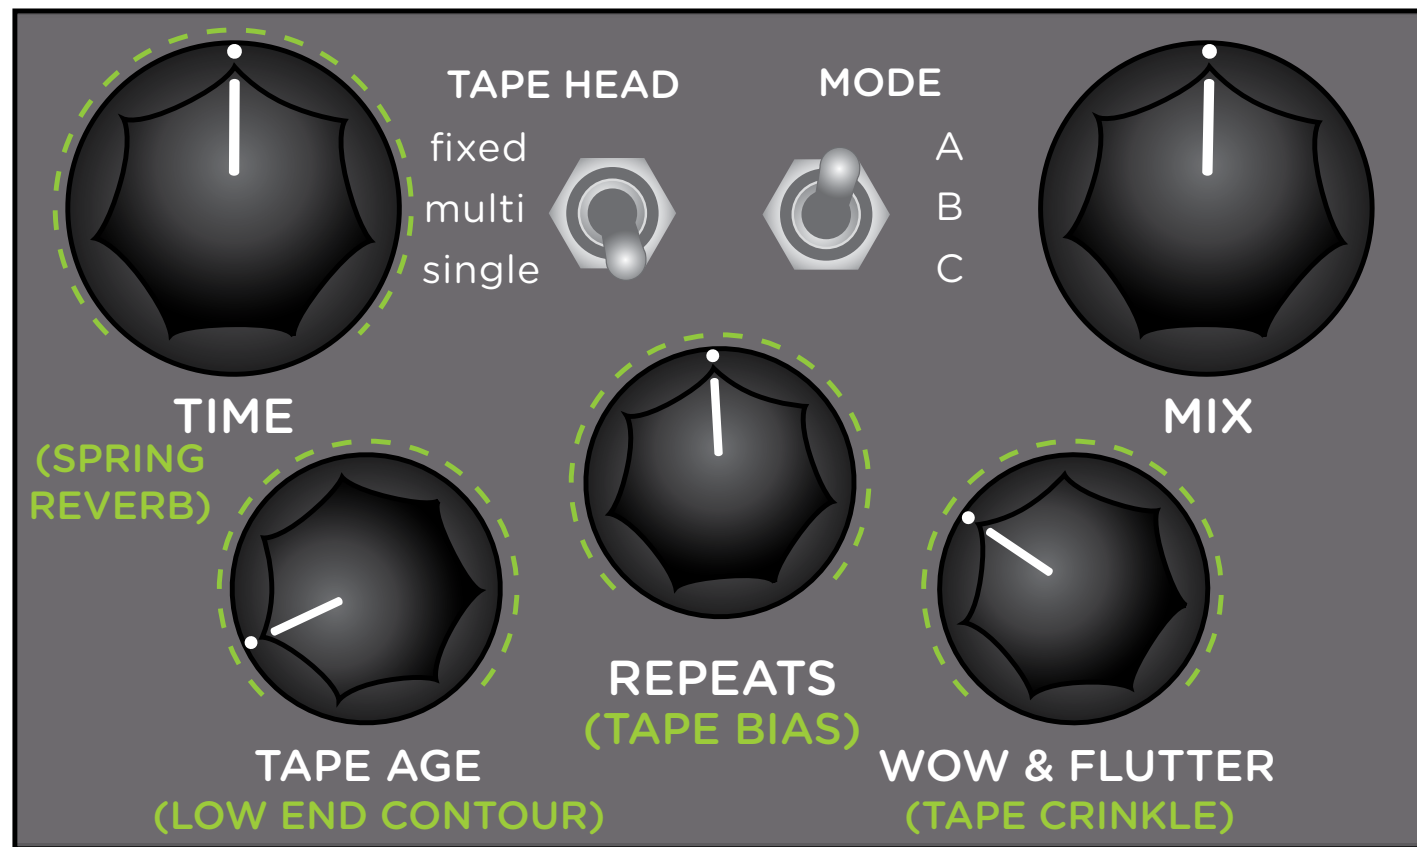 TAPE HEAD
MODE
fixed
multi
single
A
B
C
TIME
(SPRING
REVERB)
MIX
REPEATS
(TAPE BIAS)
TAPE AGE
(LOW END CONTOUR)
WOW & FLUTTER
(TAPE CRINKLE)